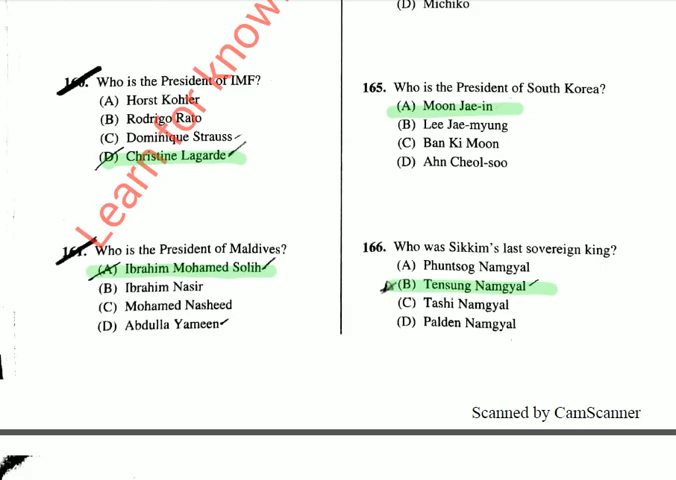 (D) Michiko
Who is the President of IMF?
(A) Horst Kohler
(B) Rodrigo Rato
(C) Dominique Strauss
(D) Christine Lagarde
Who is the President of Maldives?
(A) Ibrahim Mohamed Solih
(B) Ibrahim Nasir
(C) Mohamed Nasheed
(D) Abdulla Yameen
165. Who is the President of South Korea?
(A) Moon Jae-in
(B) Lee Jae-myung
(C) Ban Ki Moon
(D) Ahn Cheol-soo
166. Who was Sikkim's last sovereign king?
(A) Phuntsog Namgyal
(B) Tensung Namgyal
(C) Tashi Namgyal
(D) Palden Namgyal
Learn for know
Scanned by CamScanner